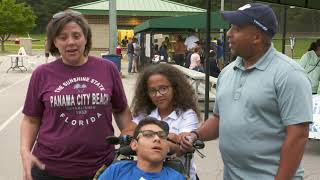 THE SUNSHINE STATE
PANAMA CITY BEACH
FLORIDA